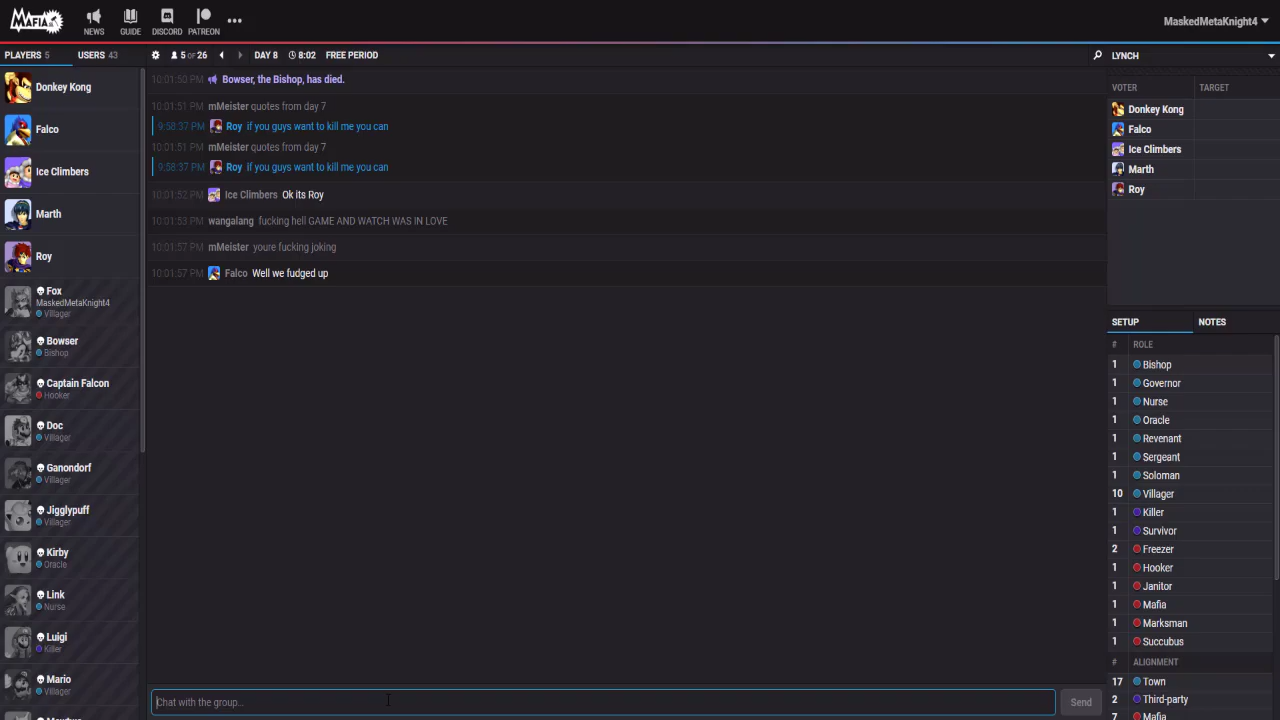 MAFIA.GG
NEWS
GUIDE
DISCORD
PATREON
MaskedMetaKnight4
PLAYERS 5
USERS 43
5 of 26
DAY 8
8:02
FREE PERIOD
LYNCH
Donkey Kong
Falco
Ice Climbers
Marth
Roy
Fox
MaskedMetaKnight4
Villager
Bowser
Bishop
Captain Falcon
Hooker
Doc
Villager
Ganondorf
Villager
Jigglypuff
Villager
Kirby
Oracle
Link
Nurse
Luigi
Killer
Mario
Villager
10:01:50 PM Bowser, the Bishop, has died.
10:01:51 PM mMeister quotes from day 7
9:58:37 PM Roy if you guys want to kill me you can
10:01:51 PM mMeister quotes from day 7
9:58:37 PM Roy if you guys want to kill me you can
10:01:52 PM Ice Climbers Ok its Roy
10:01:53 PM wangalang fucking hell GAME AND WATCH WAS IN LOVE
10:01:57 PM mMeister youre fucking joking
10:01:57 PM Falco Well we fudged up
Chat with the group...
Send
VOTER TARGET
Donkey Kong
Falco
Ice Climbers
Marth
Roy
SETUP
NOTES
# ROLE
1 Bishop
1 Governor
1 Nurse
1 Oracle
1 Revenant
1 Sergeant
1 Soloman
10 Villager
1 Killer
1 Survivor
2 Freezer
1 Hooker
1 Janitor
1 Mafia
1 Marksman
1 Succubus
# ALIGNMENT
17 Town
2 Third-party
7 Mafia